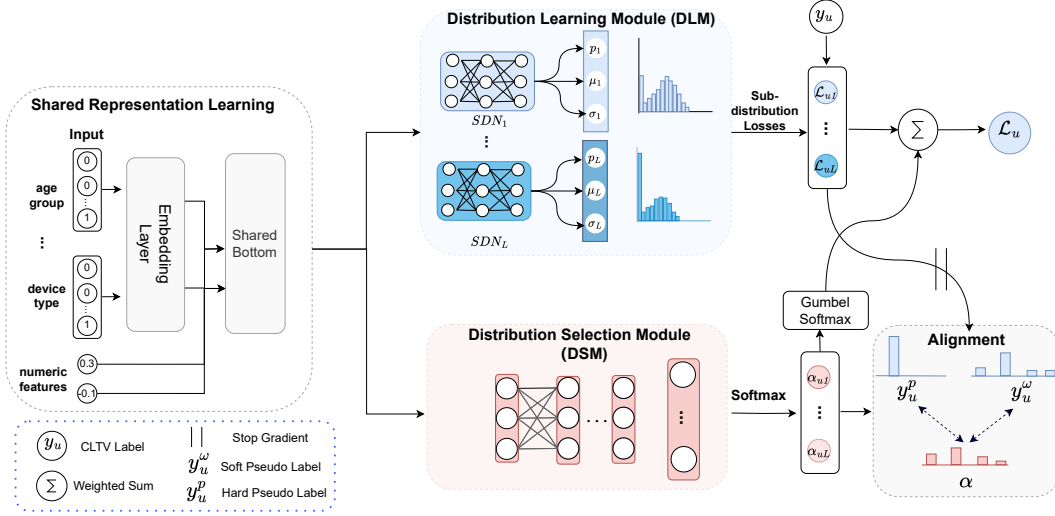 Shared Representation Learning
Input
0
0
1
age
group
...
0
0
1
device
type
0.3
-0.1
numeric
features
Embedding
Layer
Shared
Bottom
y_u
CLTV Label
Σ
Weighted Sum
||
Stop Gradient
y_u^ω
Soft Pseudo Label
y_u^p
Hard Pseudo Label
Distribution Learning Module (DLM)
SDN_1
p_1
μ_1
σ_1
...
SDN_L
p_L
μ_L
σ_L
Distribution Selection Module
(DSM)
...
Sub-
distribution
Losses
y_u
ℒ_u1
...
ℒ_uL
Σ
ℒ_u
Softmax
Gumbel
Softmax
α_u1
...
α_uL
Alignment
y_u^p
y_u^ω
α